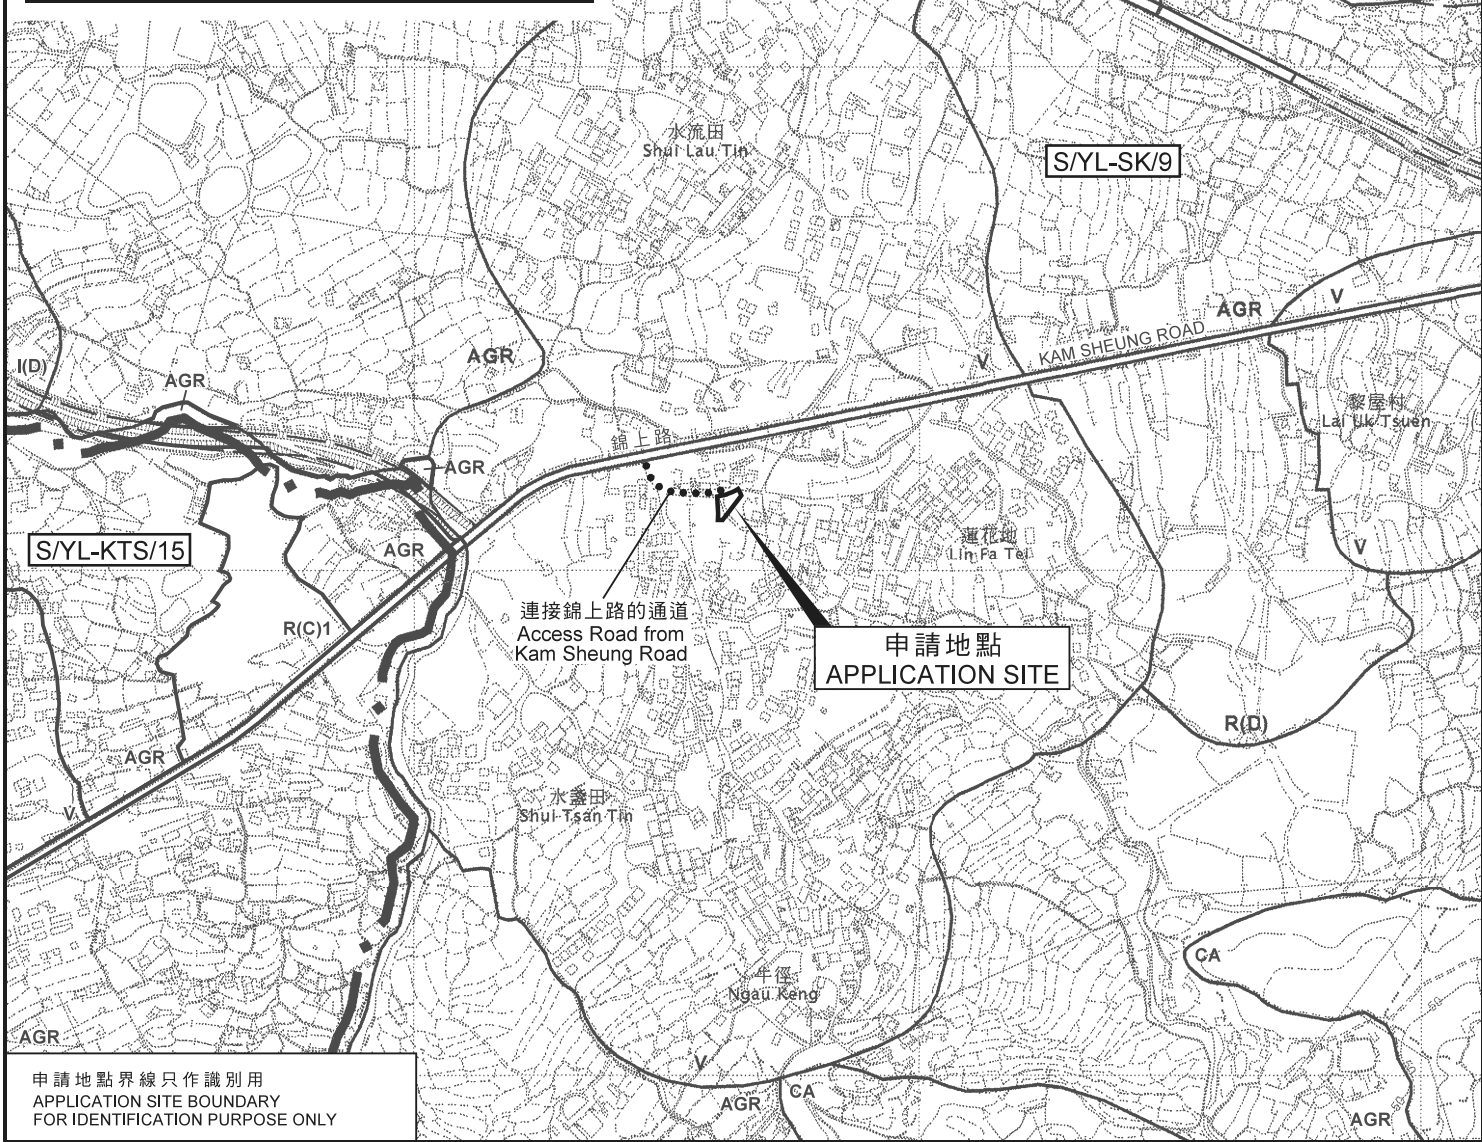 水流田
Shui Lau Tin
S/YL-SK/9
AGR
V
KAM SHEUNG ROAD
V
AGR
I(D)
AGR
黎屋村
Lai Uk Tsuen
錦上路
AGR
S/YL-KTS/15
AGR
蓮花地
Lin Fa Tei
V
連接錦上路的通道
Access Road from
Kam Sheung Road
R(C)1
申請地點
APPLICATION SITE
R(D)
AGR
V
水盞田
Shui Tsan Tin
CA
牛徑
Ngau Keng
AGR
V
CA
AGR
AGR
申請地點界線只作識別用
APPLICATION SITE BOUNDARY
FOR IDENTIFICATION PURPOSE ONLY